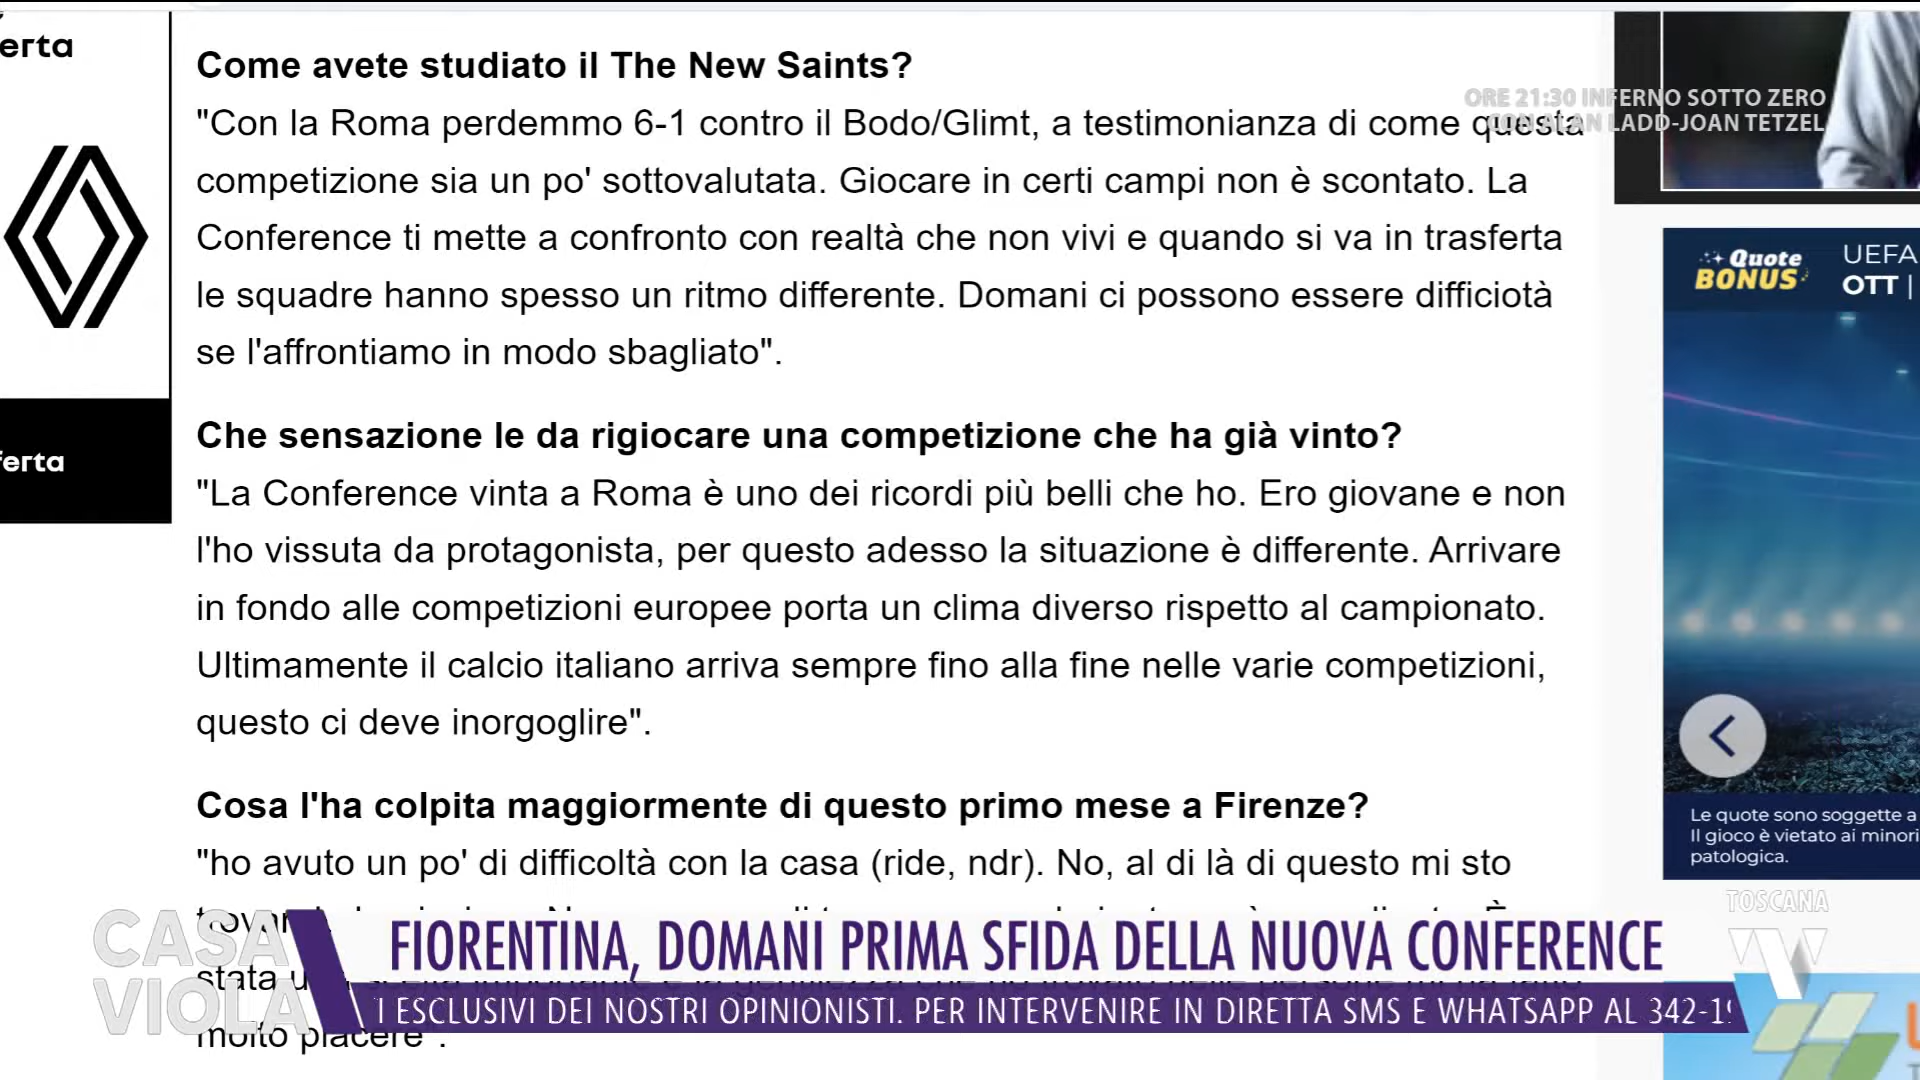 erta
Come avete studiato il The New Saints?
"Con la Roma perdemmo 6-1 contro il Bodo/Glimt, a testimonianza di come questa
competizione sia un po' sottovalutata. Giocare in certi campi non è scontato. La
Conference ti mette a confronto con realtà che non vivi e quando si va in trasferta
le squadre hanno spesso un ritmo differente. Domani ci possono essere difficiotà
se l'affrontiamo in modo sbagliato".
ORE 21:30 INFERNO SOTTO ZERO
CON ALAN LADD-JOAN TETZEL
Quote
BONUS
UEFA
OTT |
ferta
Che sensazione le da rigiocare una competizione che ha già vinto?
"La Conference vinta a Roma è uno dei ricordi più belli che ho. Ero giovane e non
l'ho vissuta da protagonista, per questo adesso la situazione è differente. Arrivare
in fondo alle competizioni europee porta un clima diverso rispetto al campionato.
Ultimamente il calcio italiano arriva sempre fino alla fine nelle varie competizioni,
questo ci deve inorgoglire".
Cosa l'ha colpita maggiormente di questo primo mese a Firenze?
"ho avuto un po' di difficoltà con la casa (ride, ndr). No, al di là di questo mi sto
stata
molto piacere".
Le quote sono soggette a
Il gioco è vietato ai minori
patologica.
TOSCANA
TV
CASA
VIOLA
FIORENTINA, DOMANI PRIMA SFIDA DELLA NUOVA CONFERENCE
I ESCLUSIVI DEI NOSTRI OPINIONISTI. PER INTERVENIRE IN DIRETTA SMS E WHATSAPP AL 342-19